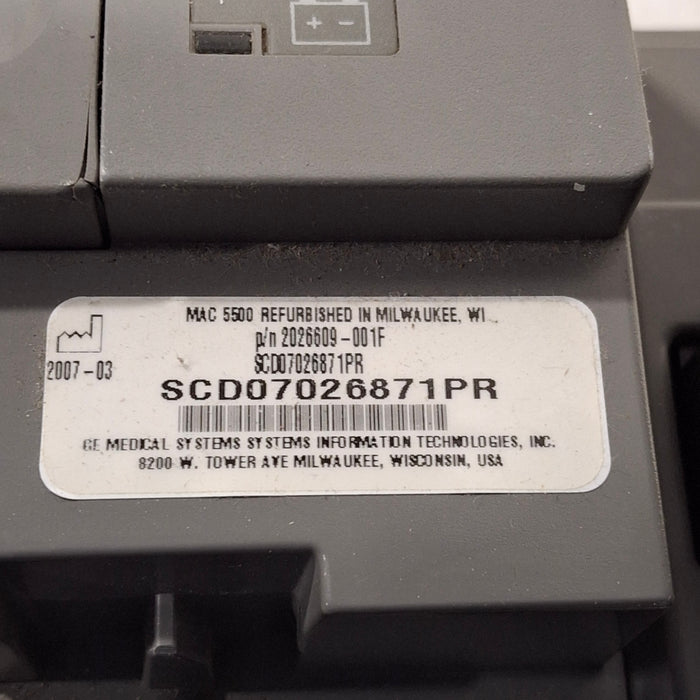 MAC 5500 REFURBISHED IN MILWAUKEE, WI
p/n 2026609-001F
SCD07026871PR
2007-03
SCD07026871PR
GE MEDICAL SYSTEMS SYSTEMS INFORMATION TECHNOLOGIES, INC.
8200 W. TOWER AVE MILWAUKEE, WISCONSIN, USA